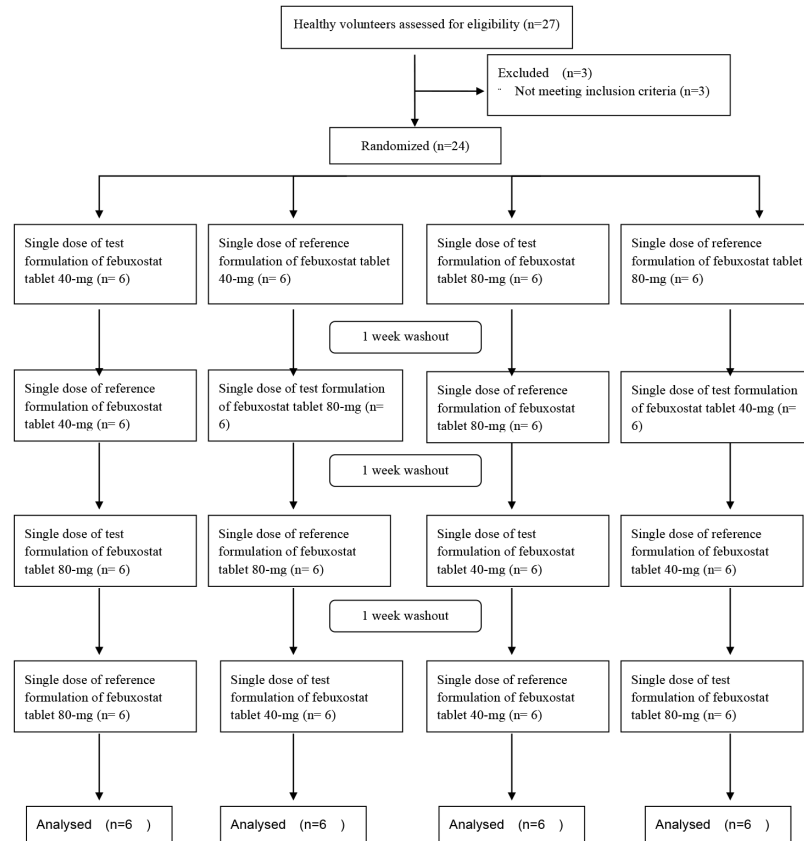 Healthy volunteers assessed for eligibility (n=27)
Excluded (n=3)
¨ Not meeting inclusion criteria (n=3)
Randomized (n=24)
Single dose of test
formulation of febuxostat
tablet 40-mg (n= 6)
Single dose of reference
formulation of febuxostat tablet
40-mg (n= 6)
Single dose of test
formulation of febuxostat
tablet 80-mg (n= 6)
Single dose of reference
formulation of febuxostat tablet
80-mg (n= 6)
1 week washout
Single dose of reference
formulation of febuxostat
tablet 40-mg (n= 6)
Single dose of test formulation
of febuxostat tablet 80-mg (n=
6)
Single dose of reference
formulation of febuxostat
tablet 80-mg (n= 6)
Single dose of test formulation
of febuxostat tablet 40-mg (n=
6)
1 week washout
Single dose of test
formulation of febuxostat
tablet 80-mg (n= 6)
Single dose of reference
formulation of febuxostat
tablet 80-mg (n= 6)
Single dose of test
formulation of febuxostat
tablet 40-mg (n= 6)
Single dose of reference
formulation of febuxostat
tablet 40-mg (n= 6)
1 week washout
Single dose of reference
formulation of febuxostat
tablet 80-mg (n= 6)
Single dose of test
formulation of febuxostat
tablet 40-mg (n= 6)
Single dose of reference
formulation of febuxostat
tablet 40-mg (n= 6)
Single dose of test
formulation of febuxostat
tablet 80-mg (n= 6)
Analysed (n=6 )
Analysed (n=6 )
Analysed (n=6 )
Analysed (n=6 )